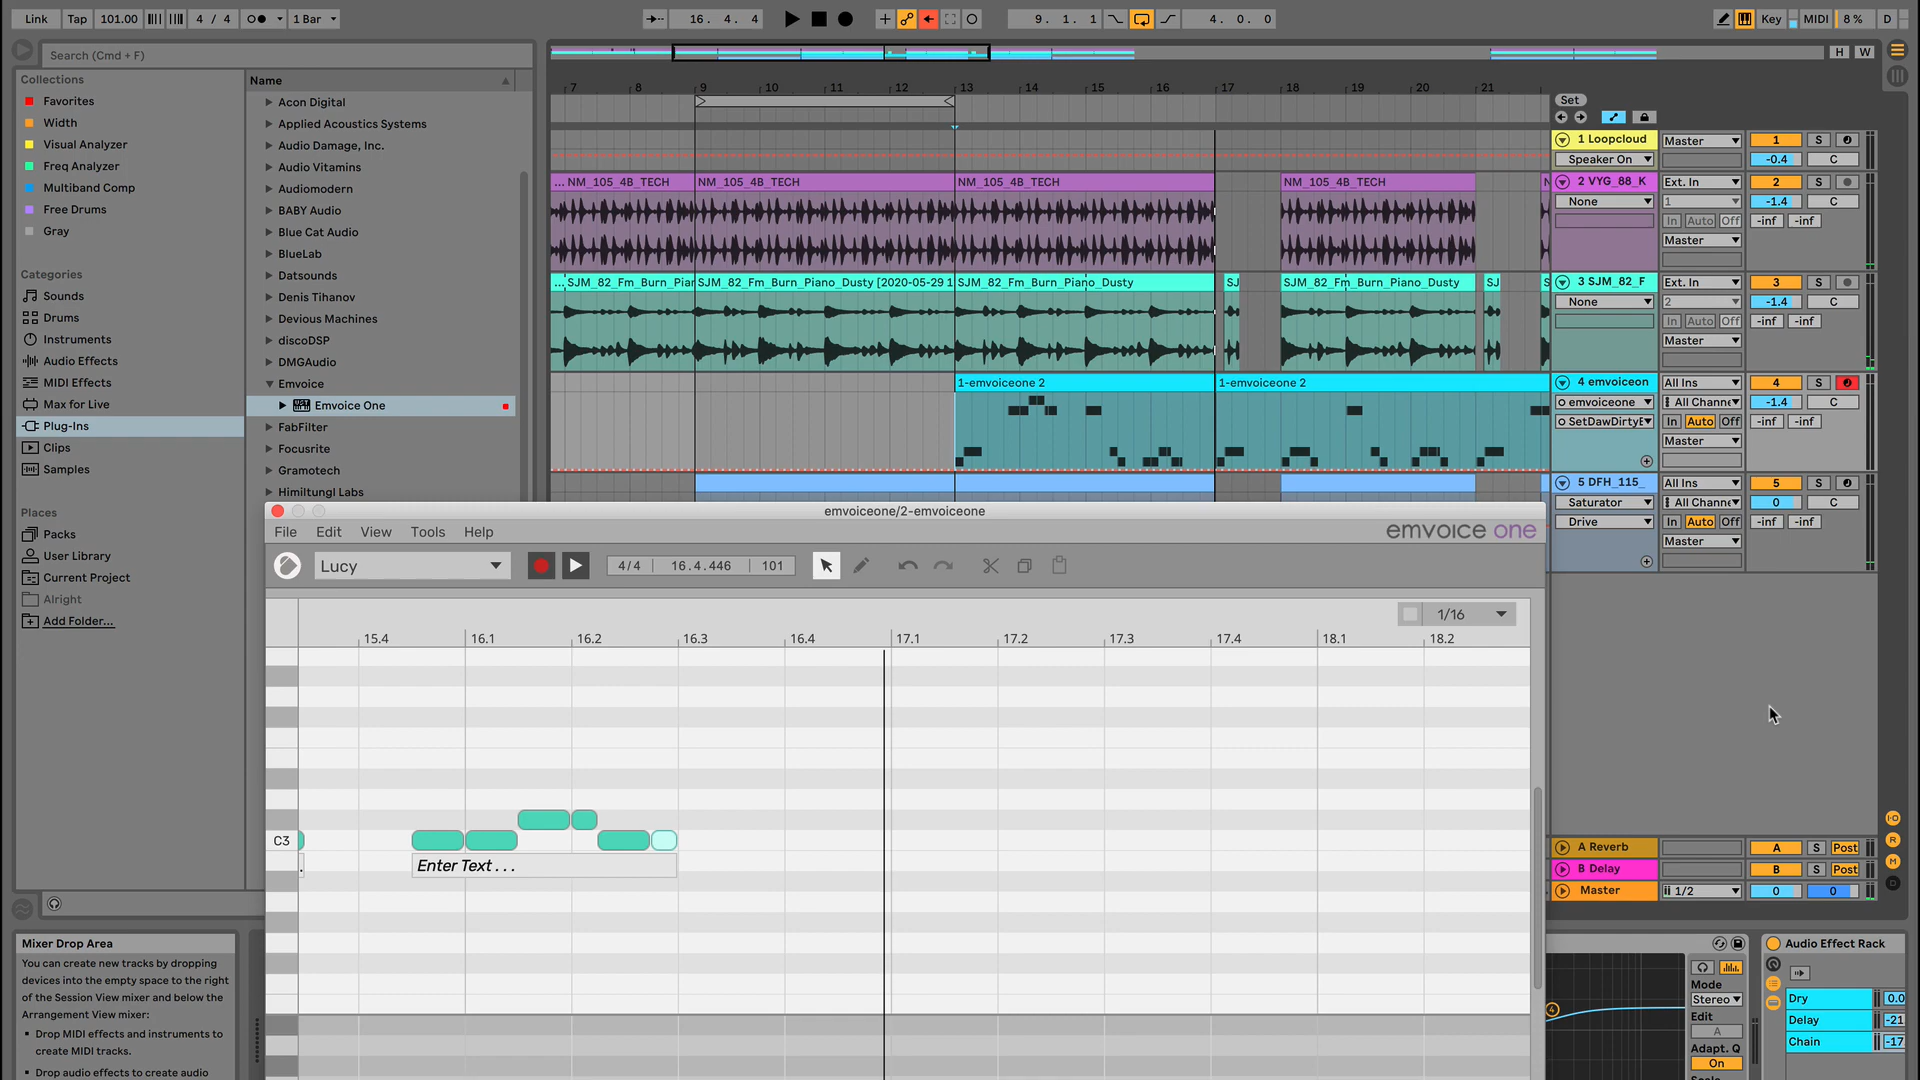 Link Tap 101.00 4 / 4 1 Bar 16. 4. 4 9. 1. 1 4. 0. 0 Key MIDI 8 % D
Search (Cmd + F)
H W
Collections
Favorites
Width
Visual Analyzer
Freq Analyzer
Multiband Comp
Free Drums
Gray
Categories
Sounds
Drums
Instruments
Audio Effects
MIDI Effects
Max for Live
Plug-Ins
Clips
Samples
Places
Packs
User Library
Current Project
Alright
Add Folder...
Name
Acon Digital
Applied Acoustics Systems
Audio Damage, Inc.
Audio Vitamins
Audiomodern
BABY Audio
Blue Cat Audio
BlueLab
Datsounds
Denis Tihanov
Devious Machines
discoDSP
DMGAudio
Emvoice
Emvoice One
FabFilter
Focusrite
Gramotech
Himiltungl Labs
7 8 9 10 11 12 13 14 15 16 17 18 19 20 21
Set
... NM_105_4B_TECH NM_105_4B_TECH NM_105_4B_TECH NM_105_4B_TECH N
... SJM_82_Fm_Burn_Piar SJM_82_Fm_Burn_Piano_Dusty [2020-05-29 1 SJM_82_Fm_Burn_Piano_Dusty SJ SJM_82_Fm_Burn_Piano_Dusty SJ S
1-emvoiceone 2 1-emvoiceone 2
1 Loopcloud Master 1 S
Speaker On -0.4 C
2 VYG_88_K Ext. In 2 S
None 1 -1.4 C
In Auto Off -inf -inf
Master
3 SJM_82_F Ext. In 3 S
None 2 -1.4 C
In Auto Off -inf -inf
Master
4 emvoiceon All Ins 4 S
emvoiceone All Channe -1.4 C
SetDawDirtyE In Auto Off -inf -inf
Master
5 DFH_115_ All Ins 5 S
Saturator All Channe 0 C
Drive In Auto Off -inf -inf
Master
A Reverb A S Post
B Delay B S Post
Master 1/2 0 0
I·O
R
M
D
emvoiceone/2-emvoiceone
File Edit View Tools Help
emvoice one
Lucy 4/4 16.4.446 101
1/16
15.4 16.1 16.2 16.3 16.4 17.1 17.2 17.3 17.4 18.1 18.2
C3
Enter Text . . .
Mixer Drop Area
You can create new tracks by dropping
devices into the empty space to the right
of the Session View mixer and below the
Arrangement View mixer:
Drop MIDI effects and instruments to
create MIDI tracks.
Drop audio effects to create audio
4
Mode
Stereo
Edit
A
Adapt. Q
On
Audio Effect Rack
Dry 0.0
Delay -21
Chain -17